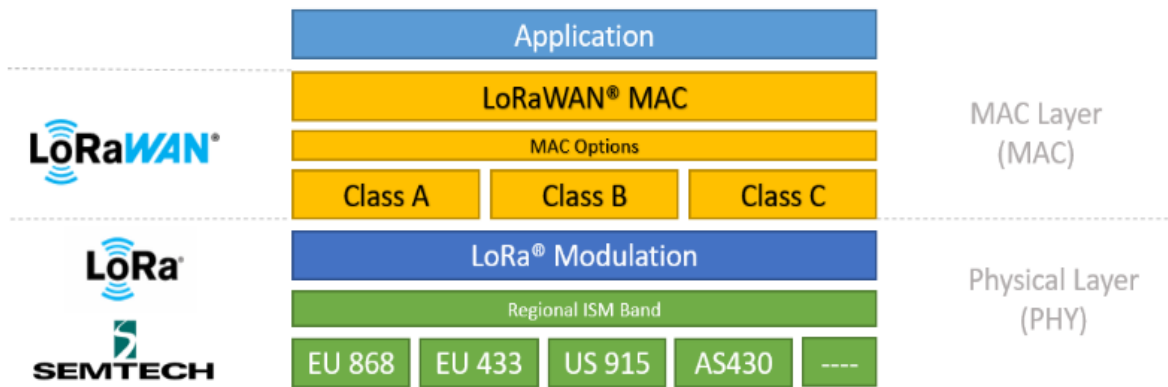 Application
LoRaWAN®
LoRaWAN® MAC
MAC Options
Class A Class B Class C
MAC Layer
(MAC)
LoRa®
SEMTECH
LoRa® Modulation
Regional ISM Band
EU 868 EU 433 US 915 AS430 ----
Physical Layer
(PHY)